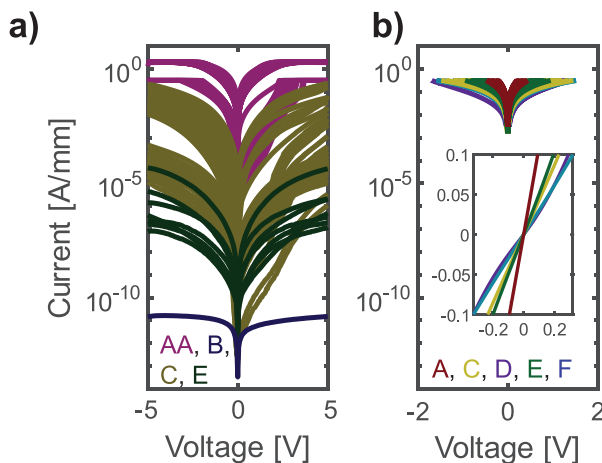 a)
b)
Current [A/mm]
10^0
10^-5
10^-10
AA, B,
C, E
-5
0
5
Voltage [V]
10^0
10^-5
10^-10
0.1
0.05
0
-0.05
-0.1
-0.2
0
0.2
A, C, D, E, F
-2
0
2
Voltage [V]